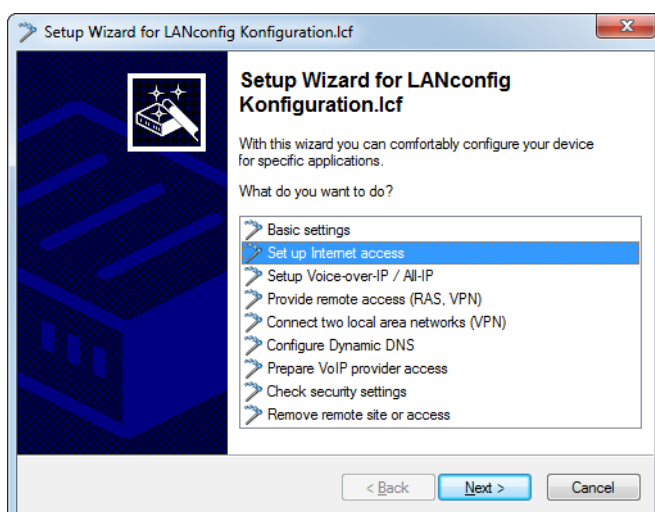 Setup Wizard for LANconfig Konfiguration.lcf
X
Setup Wizard for LANconfig
Konfiguration.lcf
With this wizard you can comfortably configure your device
for specific applications.
What do you want to do?
Basic settings
Set up Internet access
Setup Voice-over-IP / All-IP
Provide remote access (RAS, VPN)
Connect two local area networks (VPN)
Configure Dynamic DNS
Prepare VoIP provider access
Check security settings
Remove remote site or access
< Back Next > Cancel